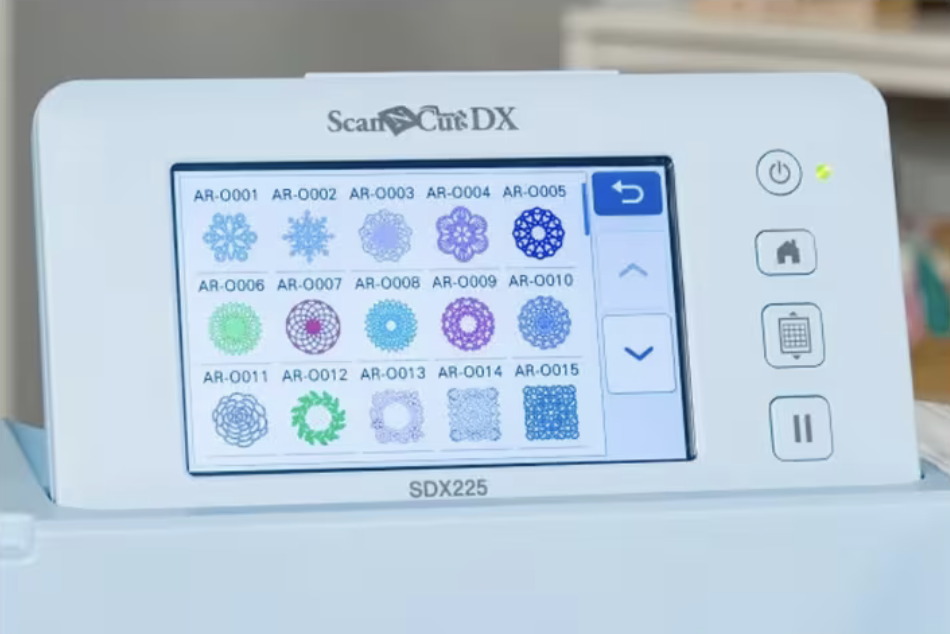 ScanNCut DX
AR-O001 AR-O002 AR-O003 AR-O004 AR-O005
AR-O006 AR-O007 AR-O008 AR-O009 AR-O010
AR-O011 AR-O012 AR-O013 AR-O014 AR-O015
SDX225